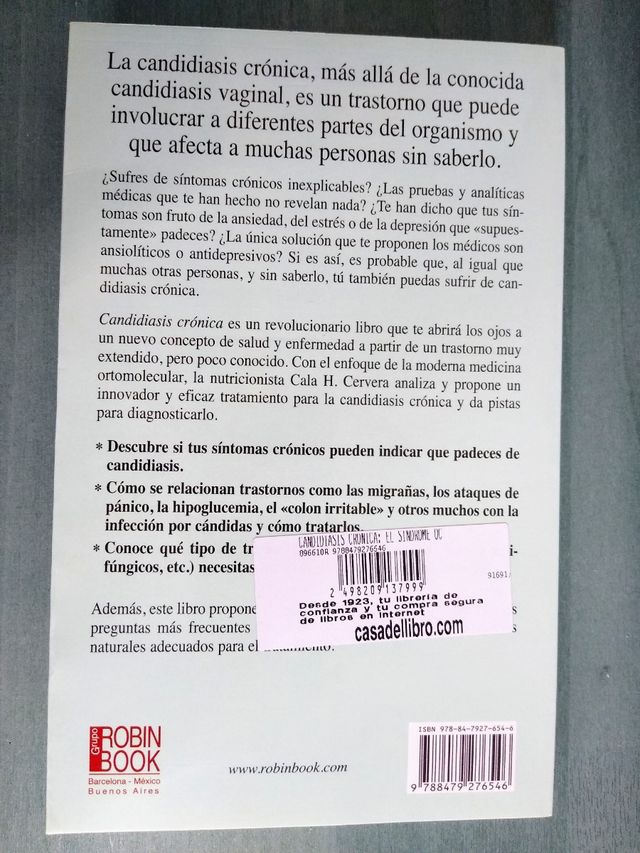 La candidiasis crónica, más allá de la conocida
candidiasis vaginal, es un trastorno que puede
involucrar a diferentes partes del organismo y
que afecta a muchas personas sin saberlo.
¿Sufres de síntomas crónicos inexplicables? ¿Las pruebas y analíticas
médicas que te han hecho no revelan nada? ¿Te han dicho que tus sín-
tomas son fruto de la ansiedad, del estrés o de la depresión que «supues-
tamente» padeces? ¿La única solución que te proponen los médicos son
ansiolíticos o antidepresivos? Si es así, es probable que, al igual que
muchas otras personas, y sin saberlo, tú también puedas sufrir de can-
didiasis crónica.
Candidiasis crónica es un revolucionario libro que te abrirá los ojos a
un nuevo concepto de salud y enfermedad a partir de un trastorno muy
extendido, pero poco conocido. Con el enfoque de la moderna medicina
ortomolecular, la nutricionista Cala H. Cervera analiza y propone un
innovador y eficaz tratamiento para la candidiasis crónica y da pistas
para diagnosticarlo.
* Descubre si tus síntomas crónicos pueden indicar que padeces de
candidiasis.
* Cómo se relacionan trastornos como las migrañas, los ataques de
pánico, la hipoglucemia, el «colon irritable» y otros muchos con la
infección por cándidas y cómo tratarlos.
* Conoce qué tipo de tr ifúngicos, etc.) necesitas
CANDIDIASIS CRONICA: EL SINDROME OC
096610A 9788479276546
91691
2 498209 137999
Desde 1923, tu librería de
confianza y tu compra segura
de libros en internet
casadellibro.com
Además, este libro propone s
preguntas más frecuentes s
naturales adecuados para el tratamiento.
Grupo
ROBIN
BOOK
Barcelona - México
Buenos Aires
www.robinbook.com
ISBN 978-84-7927-654-6
9 788479 276546